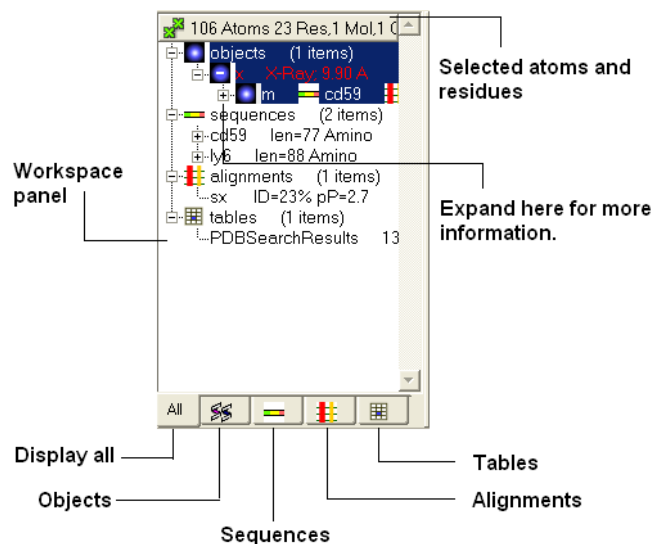 106 Atoms 23 Res,1 Mol,1
objects (1 items)
x X-Ray, 9.90 A
m cd59
sequences (2 items)
cd59 len=77 Amino
ly6 len=88 Amino
alignments (1 items)
sx ID=23% pP=2.7
tables (1 items)
PDBSearchResults 13
All
Selected atoms and
residues
Workspace
panel
Expand here for more
information.
Display all
Objects
Sequences
Tables
Alignments